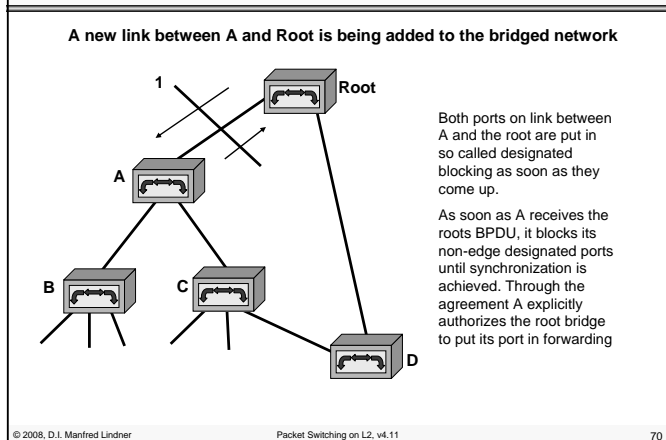 A new link between A and Root is being added to the bridged network
1
Root
A
B
C
D
Both ports on link between
A and the root are put in
so called designated
blocking as soon as they
come up.
As soon as A receives the
roots BPDU, it blocks its
non-edge designated ports
until synchronization is
achieved. Through the
agreement A explicitly
authorizes the root bridge
to put its port in forwarding
© 2008, D.I. Manfred Lindner
Packet Switching on L2, v4.11
70